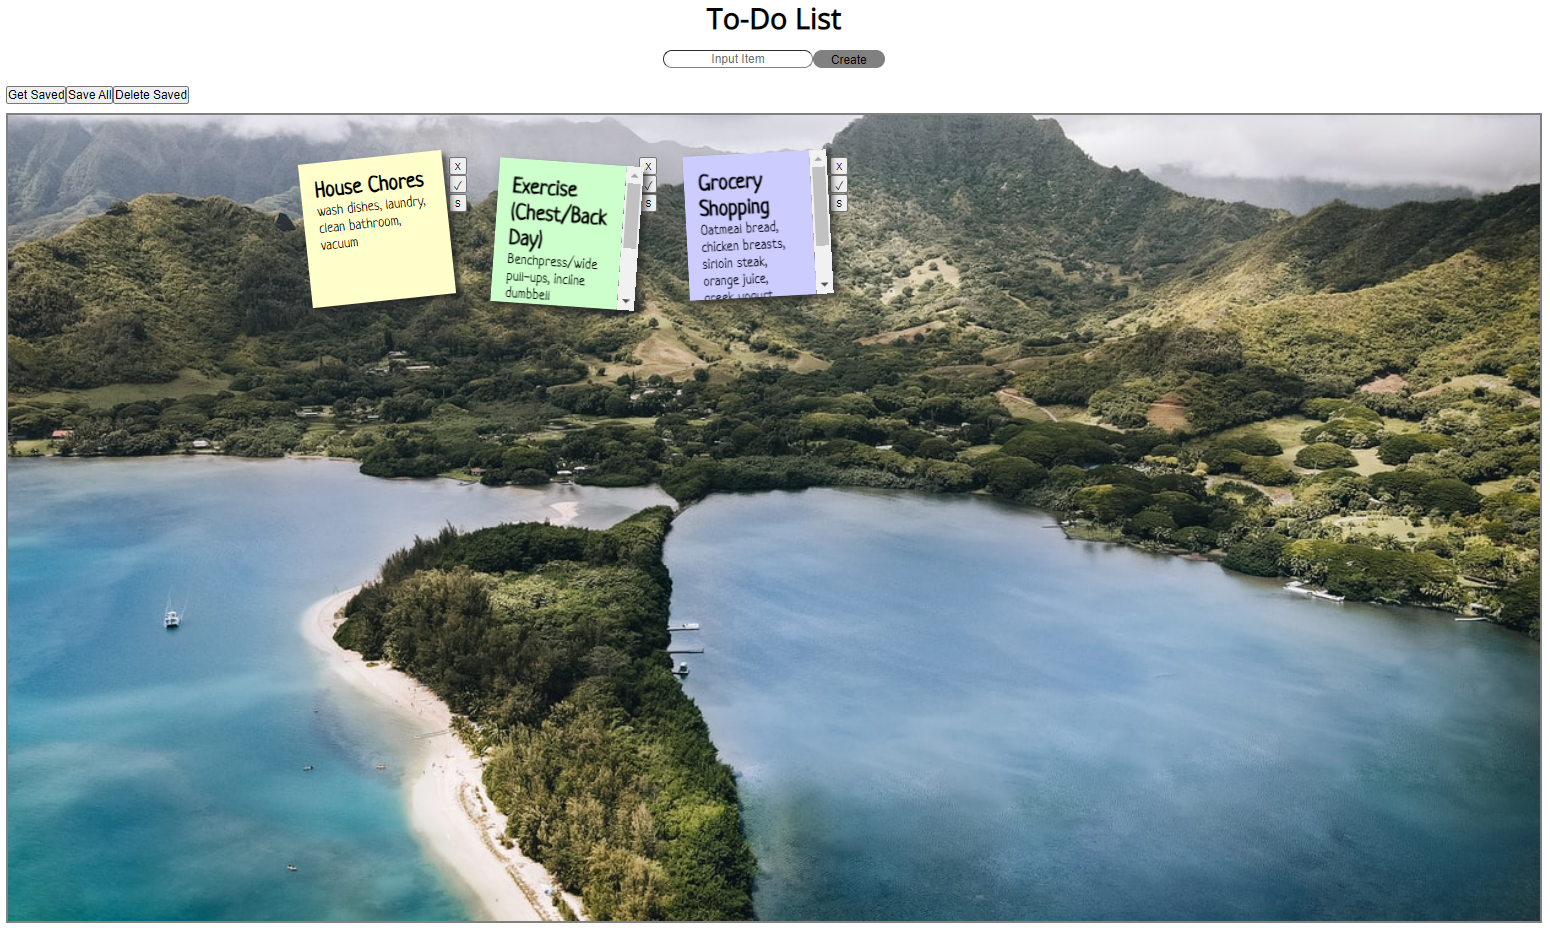 To-Do List
Input Item
Create
Get Saved
Save All
Delete Saved
House Chores
wash dishes, laundry,
clean bathroom,
vacuum
X
✓
s
Exercise
(Chest/Back
Day)
Benchpress/wide
pull-ups, incline
dumbbell
X
✓
s
Grocery
Shopping
Oatmeal bread,
chicken breasts,
sirloin steak,
orange juice,
greek yogurt
X
✓
s